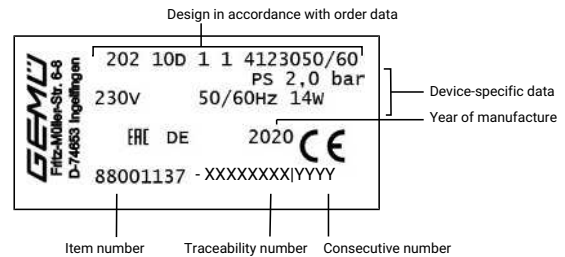 Design in accordance with order data
GEMÜ
Fritz-Müller-Str. 6-8
D-74653 Ingelfingen
202 10D 1 1 4123050/60
PS 2,0 bar
230V 50/60Hz 14W
Device-specific data
Year of manufacture
EAC DE 2020 CE
88001137 - XXXXXXXX|YYYY
Item number Traceability number Consecutive number